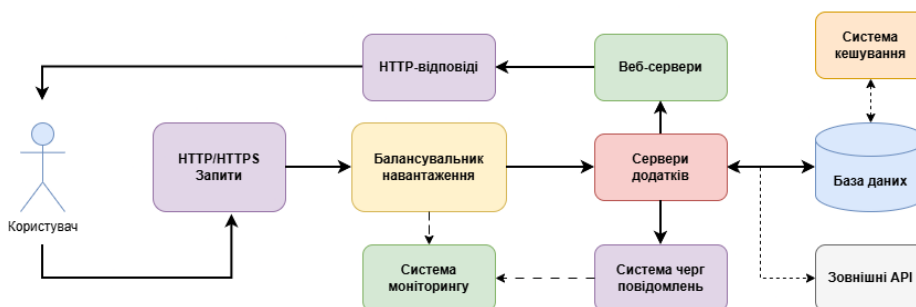 Система
кешування
HTTP-відповіді
Веб-сервери
HTTP/HTTPS
Запити
Балансувальник
навантаження
Сервери
додатків
База даних
Користувач
Система
моніторингу
Система черг
повідомлень
Зовнішні API